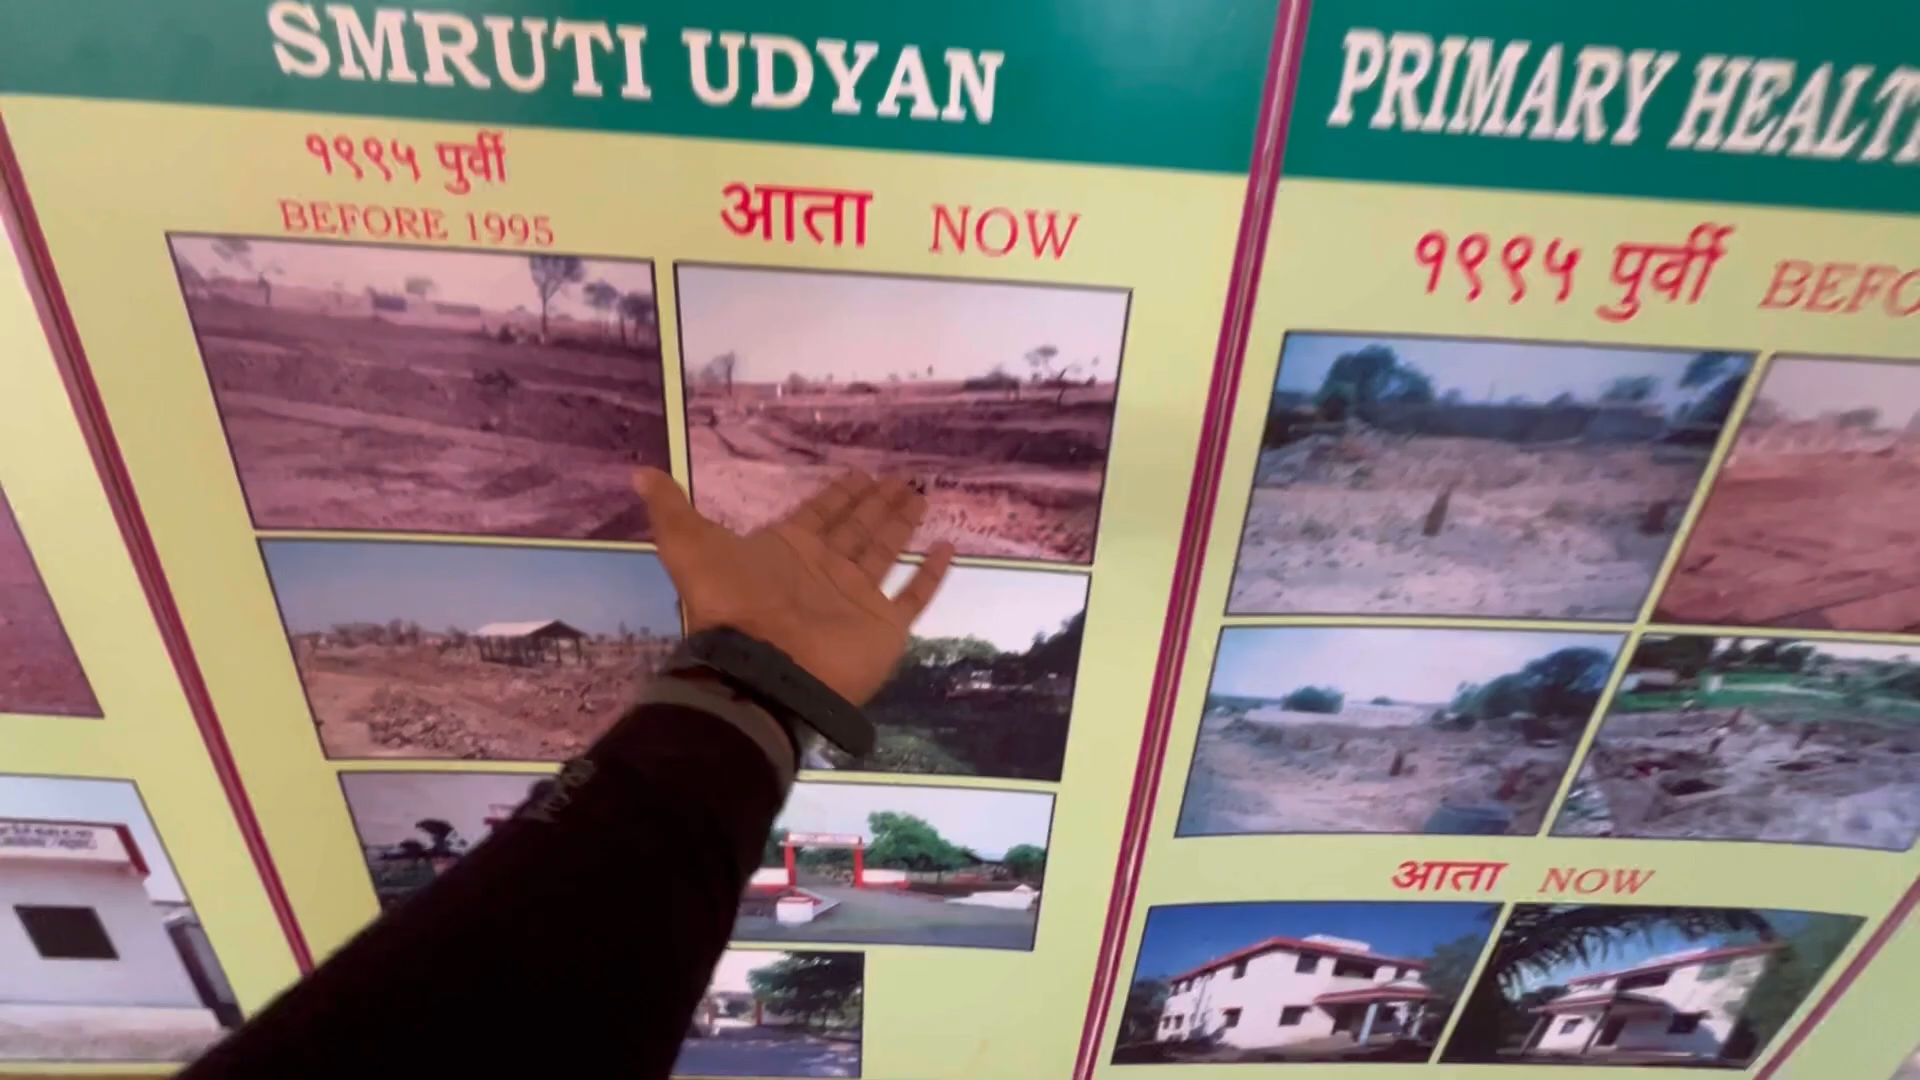 SMRUTI UDYAN
१९९५ पुर्वी
BEFORE 1995
आता NOW
PRIMARY HEALT
१९९५ पुर्वी BEFO
आता NOW